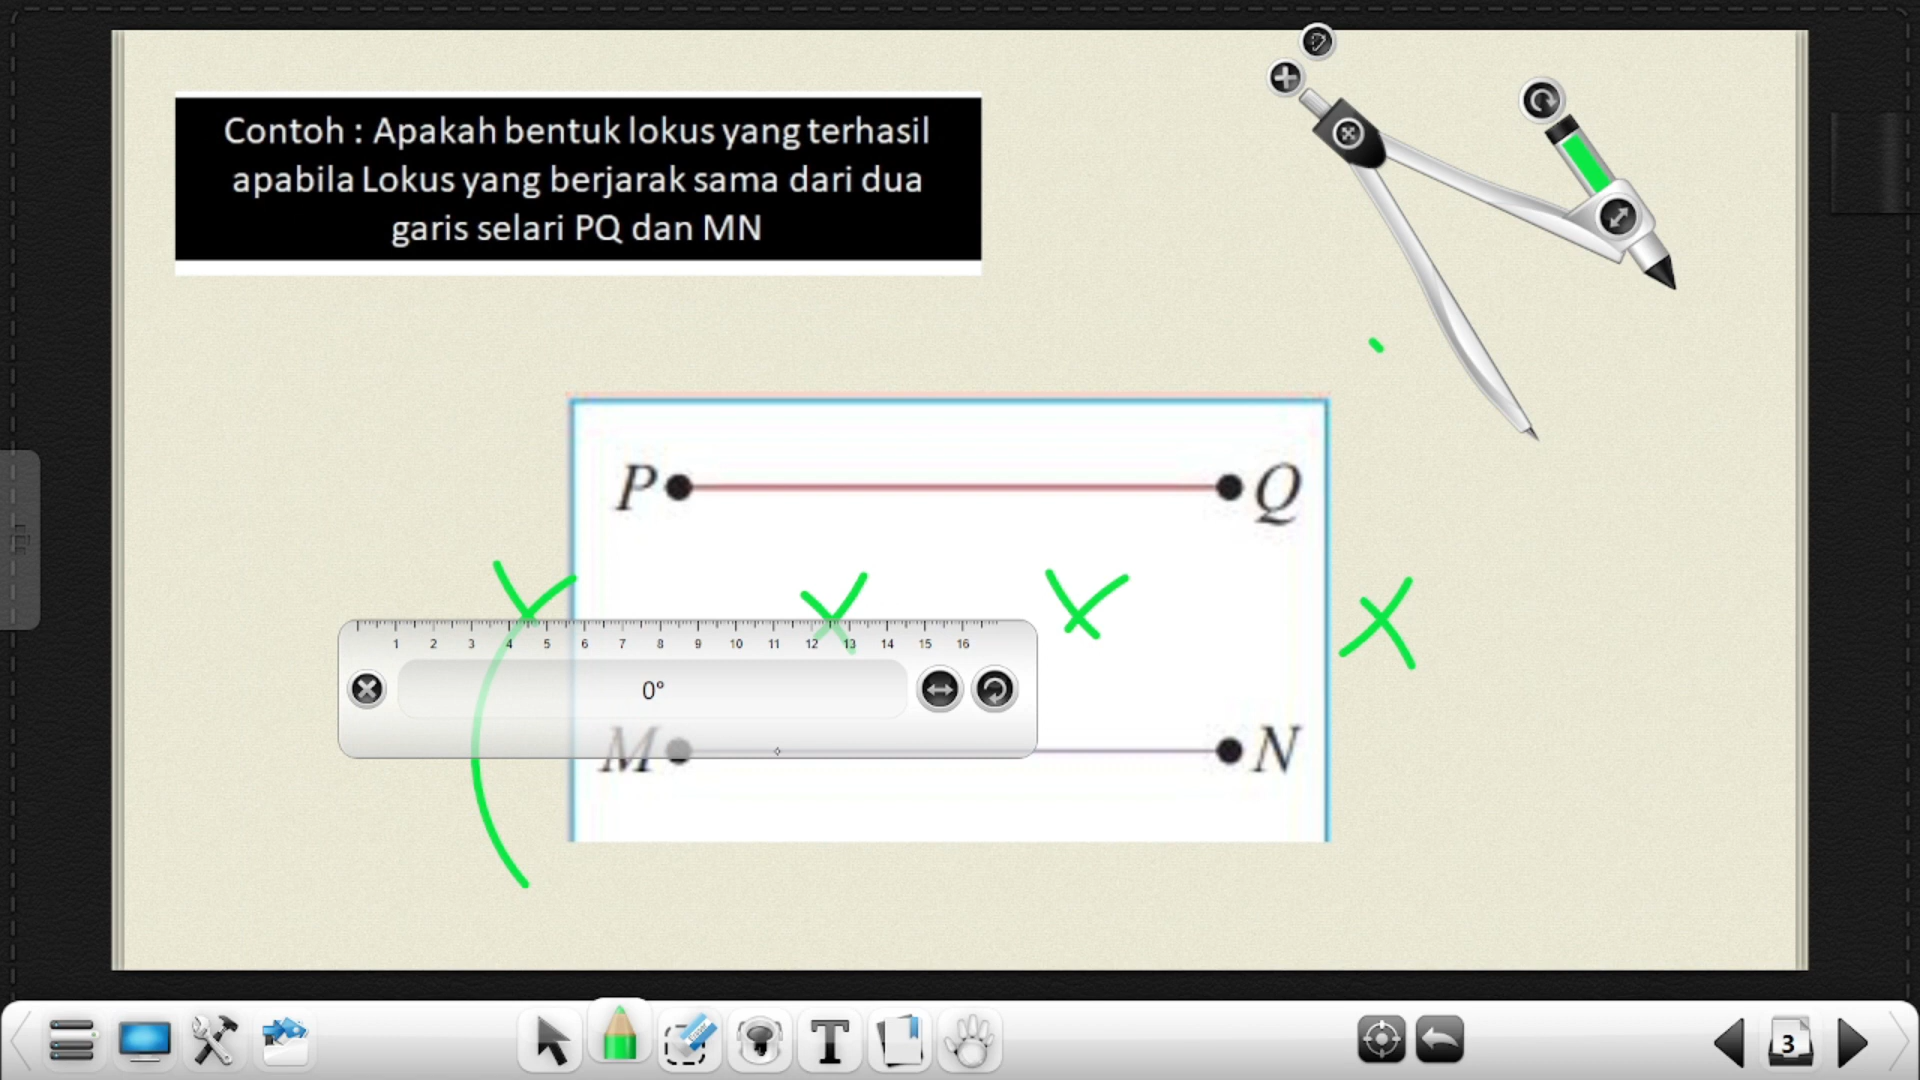 Contoh : Apakah bentuk lokus yang terhasil
apabila Lokus yang berjarak sama dari dua
garis selari PQ dan MN
P Q
1 2 3 4 5 6 7 8 9 10 11 12 13 14 15 16
0°
M N
T
3